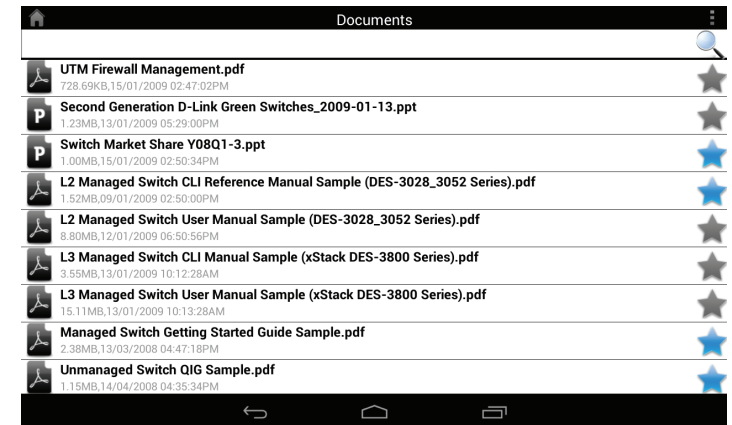 Documents
UTM Firewall Management.pdf
728.69KB,15/01/2009 02:47:02PM
Second Generation D-Link Green Switches_2009-01-13.ppt
1.23MB,13/01/2009 05:29:00PM
Switch Market Share Y08Q1-3.ppt
1.00MB,15/01/2009 02:50:34PM
L2 Managed Switch CLI Reference Manual Sample (DES-3028_3052 Series).pdf
1.52MB,09/01/2009 02:50:00PM
L2 Managed Switch User Manual Sample (DES-3028_3052 Series).pdf
8.80MB,12/01/2009 06:50:56PM
L3 Managed Switch CLI Manual Sample (xStack DES-3800 Series).pdf
3.55MB,13/01/2009 10:12:28AM
L3 Managed Switch User Manual Sample (xStack DES-3800 Series).pdf
15.11MB,13/01/2009 10:13:28AM
Managed Switch Getting Started Guide Sample.pdf
2.38MB,13/03/2008 04:47:18PM
Unmanaged Switch QIG Sample.pdf
1.15MB,14/04/2008 04:35:34PM